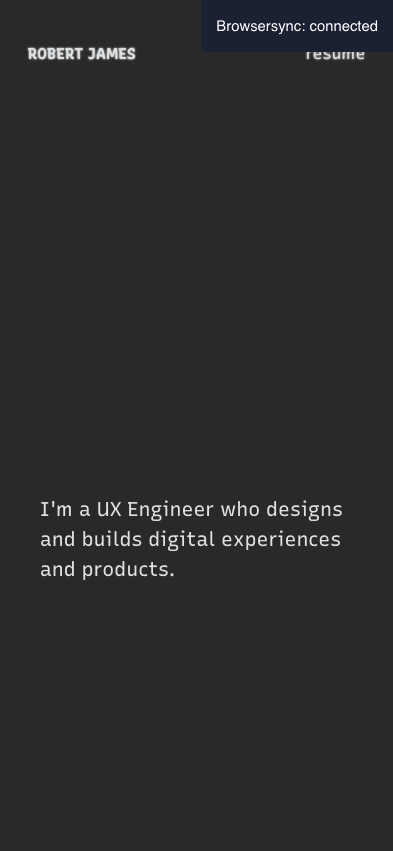 Browsersync: connected
ROBERT JAMES
resume
I'm a UX Engineer who designs
and builds digital experiences
and products.